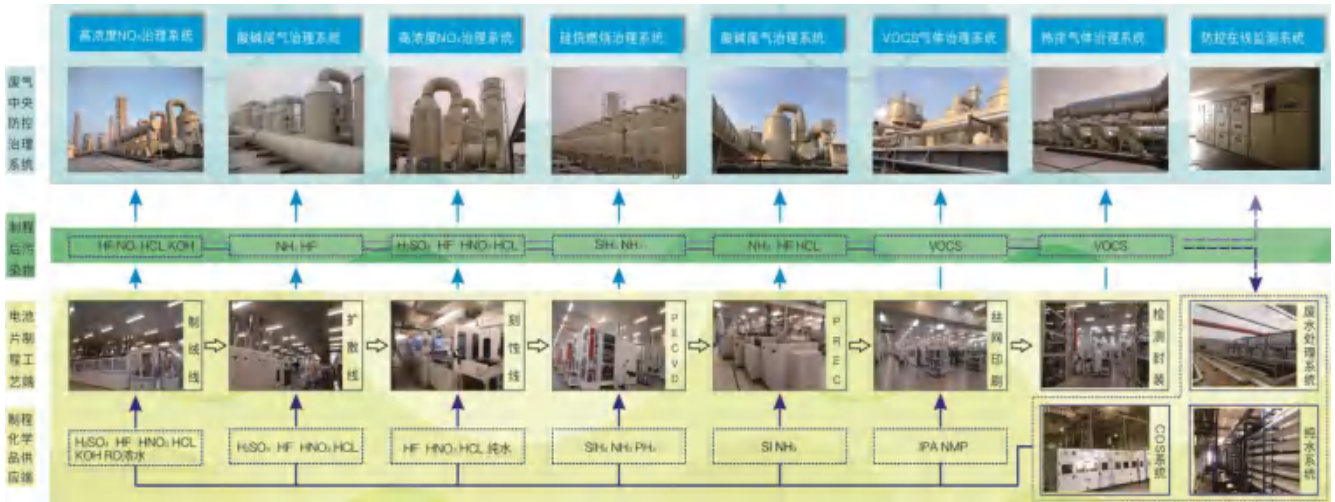 高浓度NOx治理系统
酸碱尾气治理系统
高浓度NOx治理系统
硅烷燃烧治理系统
酸碱尾气治理系统
VOCS气体治理系统
热排气体治理系统
防控在线监测系统
废气
中央
防控
治理
系统
制程
后污
染物
HF NOx HCL KOH
NH3 HF
H2SO4 HF HNO3 HCL
SIH4 NH3
NH3 HF HCL
VOCS
VOCS
电池
片制
程工
艺端
制绒线
扩散线
刻蚀线
PECVD
PREC
丝网印刷
检测封装
废水处理系统
制程
化学
品供
应端
H2SO4 HF HNO3 HCL
KOH RO浓水
H2SO4 HF HNO3 HCL
HF HNO3 HCL 纯水
SIH4 NH3 PH3
SI NH3
IPA NMP
CDS系统
纯水系统